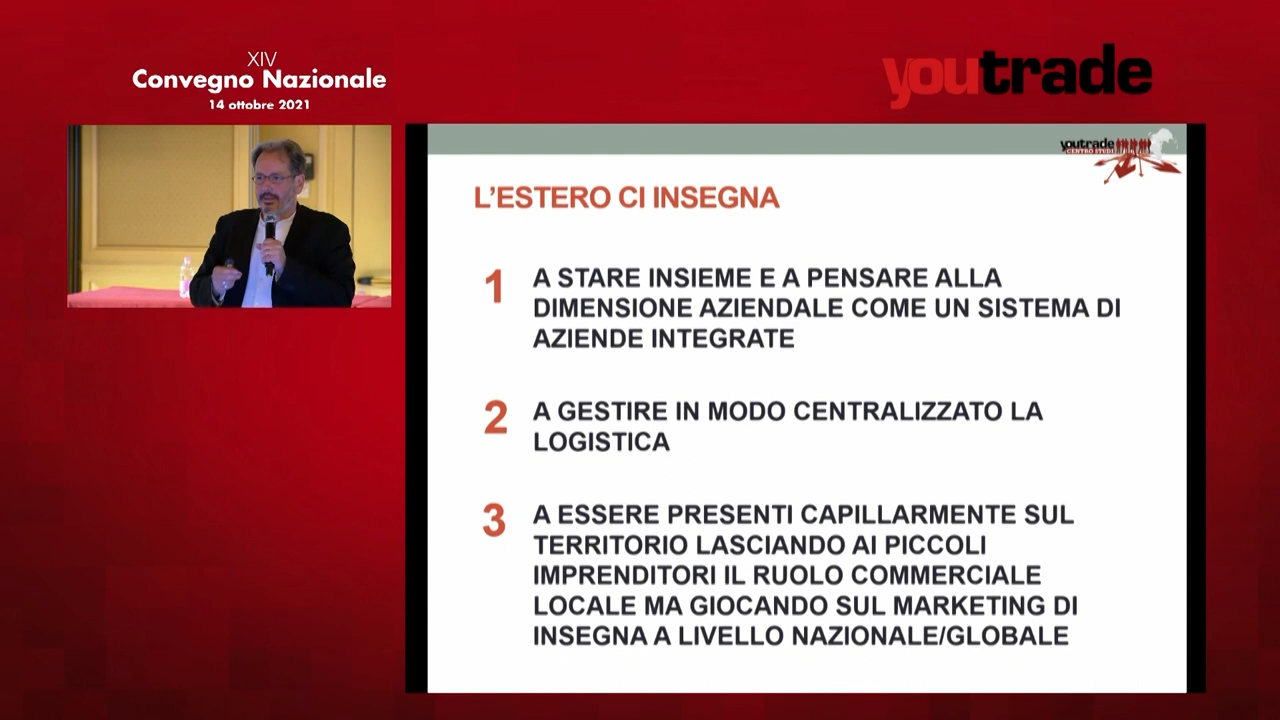 XIV
Convegno Nazionale
14 ottobre 2021
youtrade
youtrade
CENTRO STUDI
L'ESTERO CI INSEGNA
1 A STARE INSIEME E A PENSARE ALLA
DIMENSIONE AZIENDALE COME UN SISTEMA DI
AZIENDE INTEGRATE
2 A GESTIRE IN MODO CENTRALIZZATO LA
LOGISTICA
3 A ESSERE PRESENTI CAPILLARMENTE SUL
TERRITORIO LASCIANDO AI PICCOLI
IMPRENDITORI IL RUOLO COMMERCIALE
LOCALE MA GIOCANDO SUL MARKETING DI
INSEGNA A LIVELLO NAZIONALE/GLOBALE